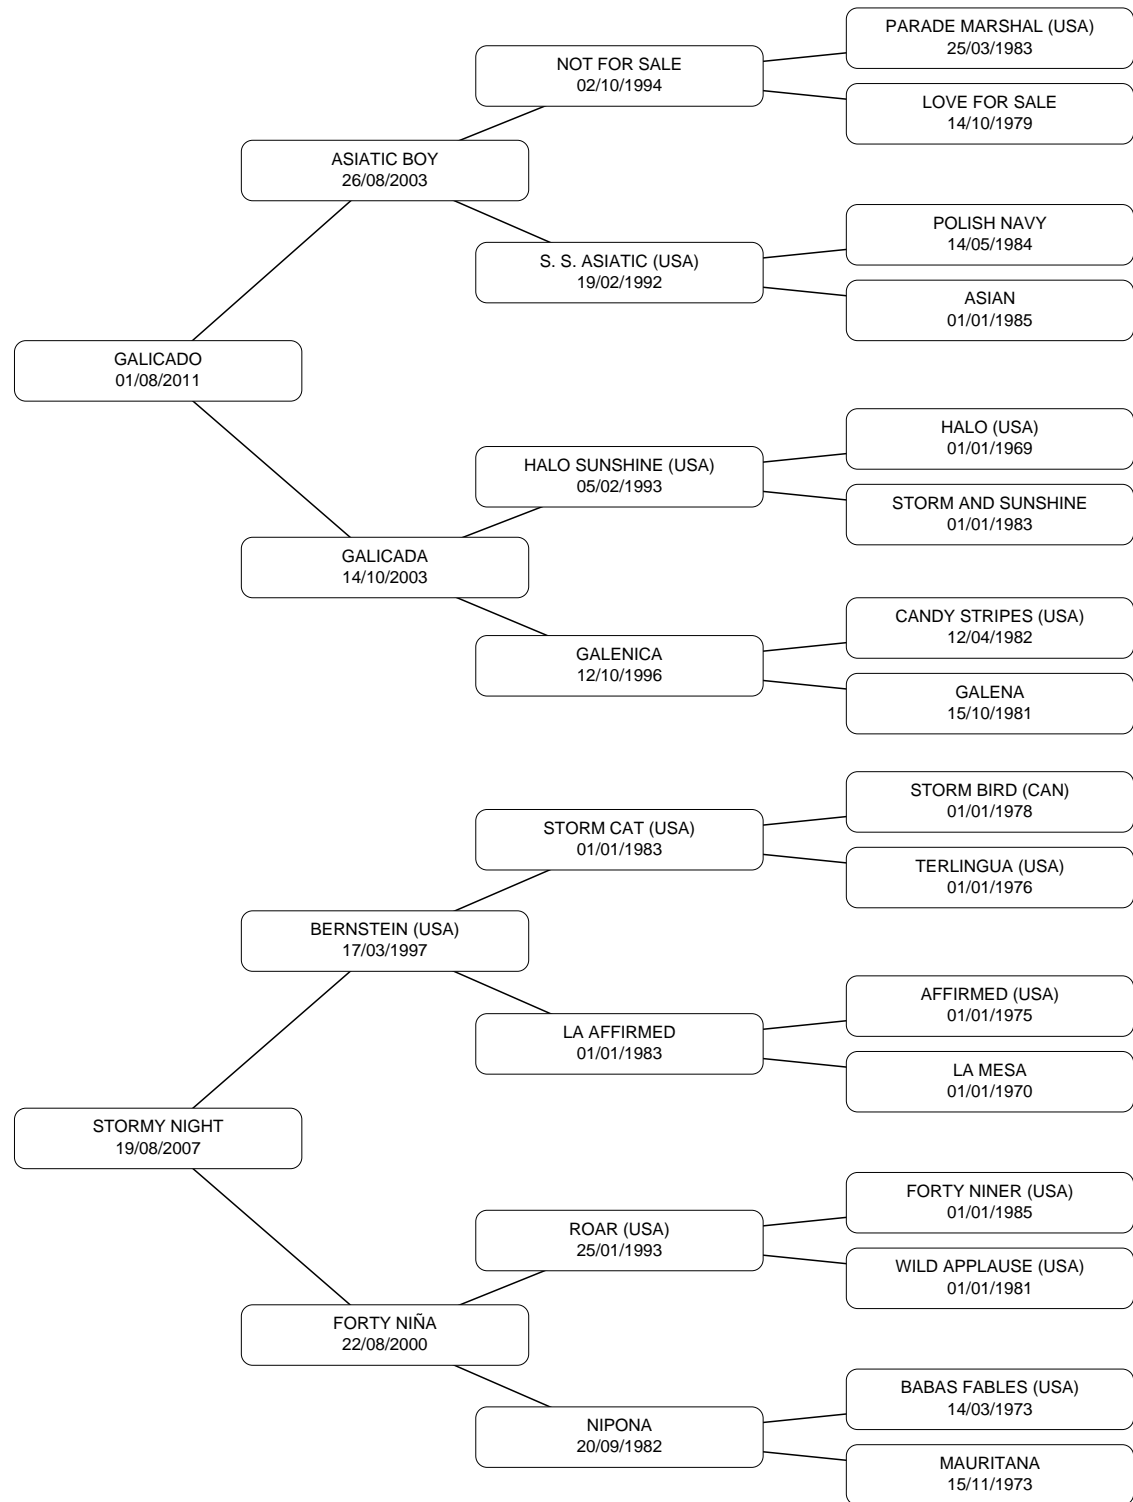 PARADE MARSHAL (USA)
25/03/1983
NOT FOR SALE
02/10/1994
LOVE FOR SALE
14/10/1979
ASIATIC BOY
26/08/2003
POLISH NAVY
14/05/1984
S. S. ASIATIC (USA)
19/02/1992
ASIAN
01/01/1985
GALICADO
01/08/2011
HALO (USA)
01/01/1969
HALO SUNSHINE (USA)
05/02/1993
STORM AND SUNSHINE
01/01/1983
GALICADA
14/10/2003
CANDY STRIPES (USA)
12/04/1982
GALENICA
12/10/1996
GALENA
15/10/1981
STORM BIRD (CAN)
01/01/1978
STORM CAT (USA)
01/01/1983
TERLINGUA (USA)
01/01/1976
BERNSTEIN (USA)
17/03/1997
AFFIRMED (USA)
01/01/1975
LA AFFIRMED
01/01/1983
LA MESA
01/01/1970
STORMY NIGHT
19/08/2007
FORTY NINER (USA)
01/01/1985
ROAR (USA)
25/01/1993
WILD APPLAUSE (USA)
01/01/1981
FORTY NIÑA
22/08/2000
BABAS FABLES (USA)
14/03/1973
NIPONA
20/09/1982
MAURITANA
15/11/1973